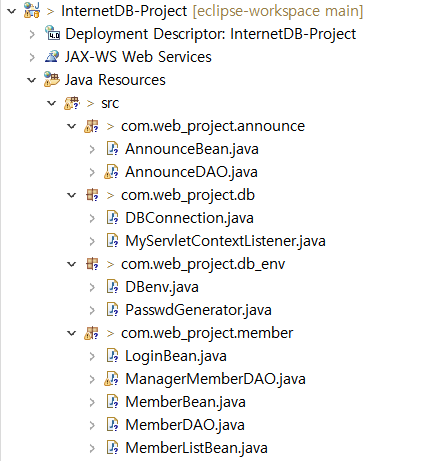 InternetDB-Project [eclipse-workspace main]
Deployment Descriptor: InternetDB-Project
JAX-WS Web Services
Java Resources
> src
> com.web_project.announce
AnnounceBean.java
AnnounceDAO.java
> com.web_project.db
DBConnection.java
MyServletContextListener.java
> com.web_project.db_env
DBenv.java
PasswdGenerator.java
> com.web_project.member
LoginBean.java
ManagerMemberDAO.java
MemberBean.java
MemberDAO.java
MemberListBean.java